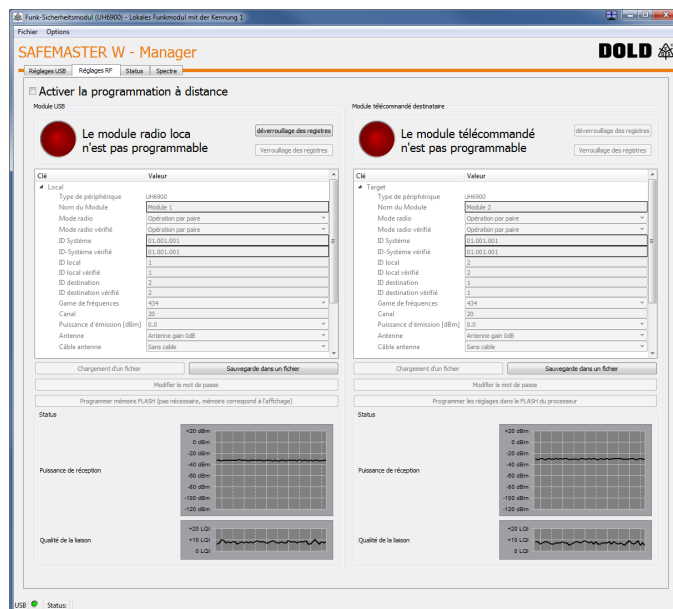 Funk-Sicherheitsmodul (UH6900) - Lokales Funkmodul mit der Kennung 1
Fichier Options
SAFEMASTER W - Manager
DOLD
Réglages USB Réglages RF Status Spectre
Activer la programmation à distance
Module USB
Le module radio loca
n'est pas programmable
déverrouillage des registres
Verrouillage des registres
Clé Valeur
Local
Type de périphérique UH6900
Nom du Module Module 1
Mode radio Opération par paire
Mode radio vérifié Opération par paire
ID Système 01.001.001
ID-Système vérifié 01.001.001
ID local 1
ID local vérifié 1
ID destination 2
ID destination vérifié 2
Game de fréquences 434
Canal 20
Puissance d'émission [dBm] 0.0
Antenne Antenne gain 0dB
Câble antenne Sans cable
Chargement d'un fichier Sauvegarde dans un fichier
Modifier le mot de passe
Programmer mémoire FLASH (pas nécessaire, mémoire correspond à l'affichage)
Status
Puissance de réception
+20 dBm
0 dBm
-20 dBm
-40 dBm
-60 dBm
-80 dBm
-100 dBm
-120 dBm
Qualité de la liaison
+20 LQI
+10 LQI
0 LQI
Module télécommandé destinataire
Le module télécommandé
n'est pas programmable
déverrouillage des registres
Verrouillage des registres
Clé Valeur
Target
Type de périphérique UH6900
Nom du Module Module 2
Mode radio Opération par paire
Mode radio vérifié Opération par paire
ID Système 01.001.001
ID-Système vérifié 01.001.001
ID local 2
ID local vérifié 2
ID destination 1
ID destination vérifié 1
Game de fréquences 434
Canal 20
Puissance d'émission [dBm] 0.0
Antenne Antenne gain 0dB
Câble antenne Sans cable
Chargement d'un fichier Sauvegarde dans un fichier
Modifier le mot de passe
Programmer les réglages dans le FLASH du processeur
Status
Puissance de réception
+20 dBm
0 dBm
-20 dBm
-40 dBm
-60 dBm
-80 dBm
-100 dBm
-120 dBm
Qualité de la liaison
+20 LQI
+10 LQI
0 LQI
USB Status: